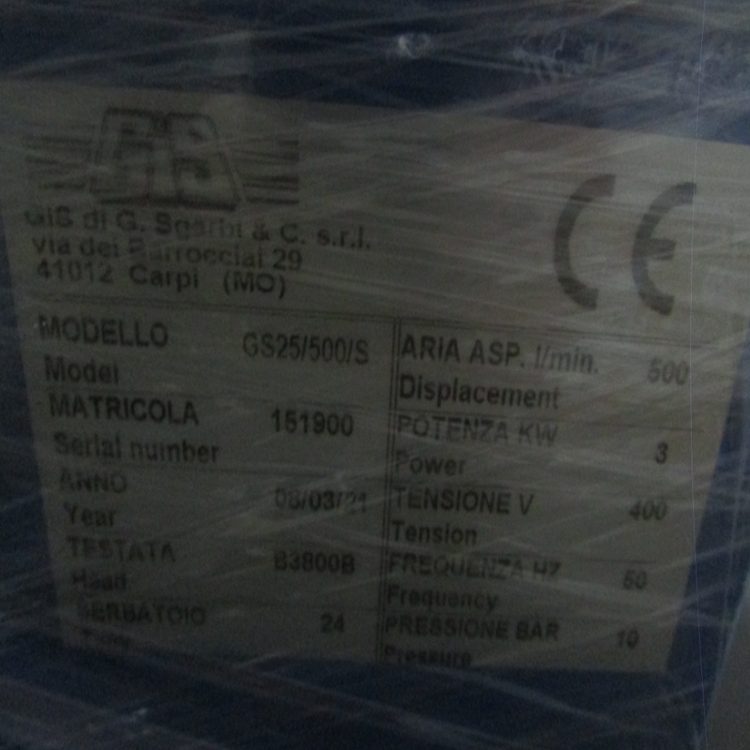 GIS
CE
GIS di G. Sgarbi & C. s.r.l.
via dei Barrocciai 29
41012 Carpi (MO)
MODELLO GS25/500/S
Model
MATRICOLA 151900
Serial number
ANNO 08/03/21
Year
TESTATA B3800B
Head
SERBATOIO 24
ARIA ASP. l/min. 500
Displacement
POTENZA KW 3
Power
TENSIONE V 400
Tension
FREQUENZA HZ 50
Frequency
PRESSIONE BAR 10
Pressure